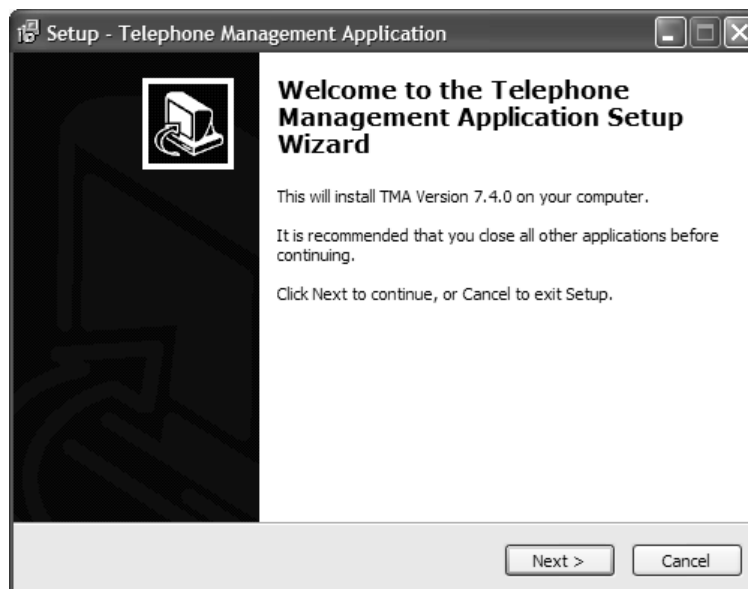 Setup - Telephone Management Application
Welcome to the Telephone
Management Application Setup
Wizard
This will install TMA Version 7.4.0 on your computer.
It is recommended that you close all other applications before
continuing.
Click Next to continue, or Cancel to exit Setup.
Next >
Cancel